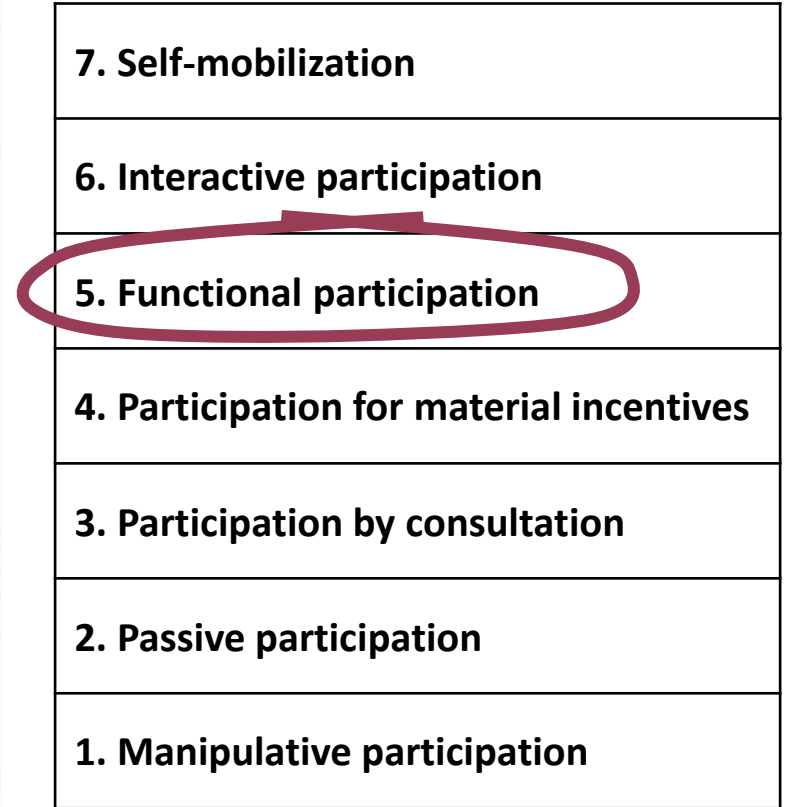 7. Self-mobilization
6. Interactive participation
5. Functional participation
4. Participation for material incentives
3. Participation by consultation
2. Passive participation
1. Manipulative participation